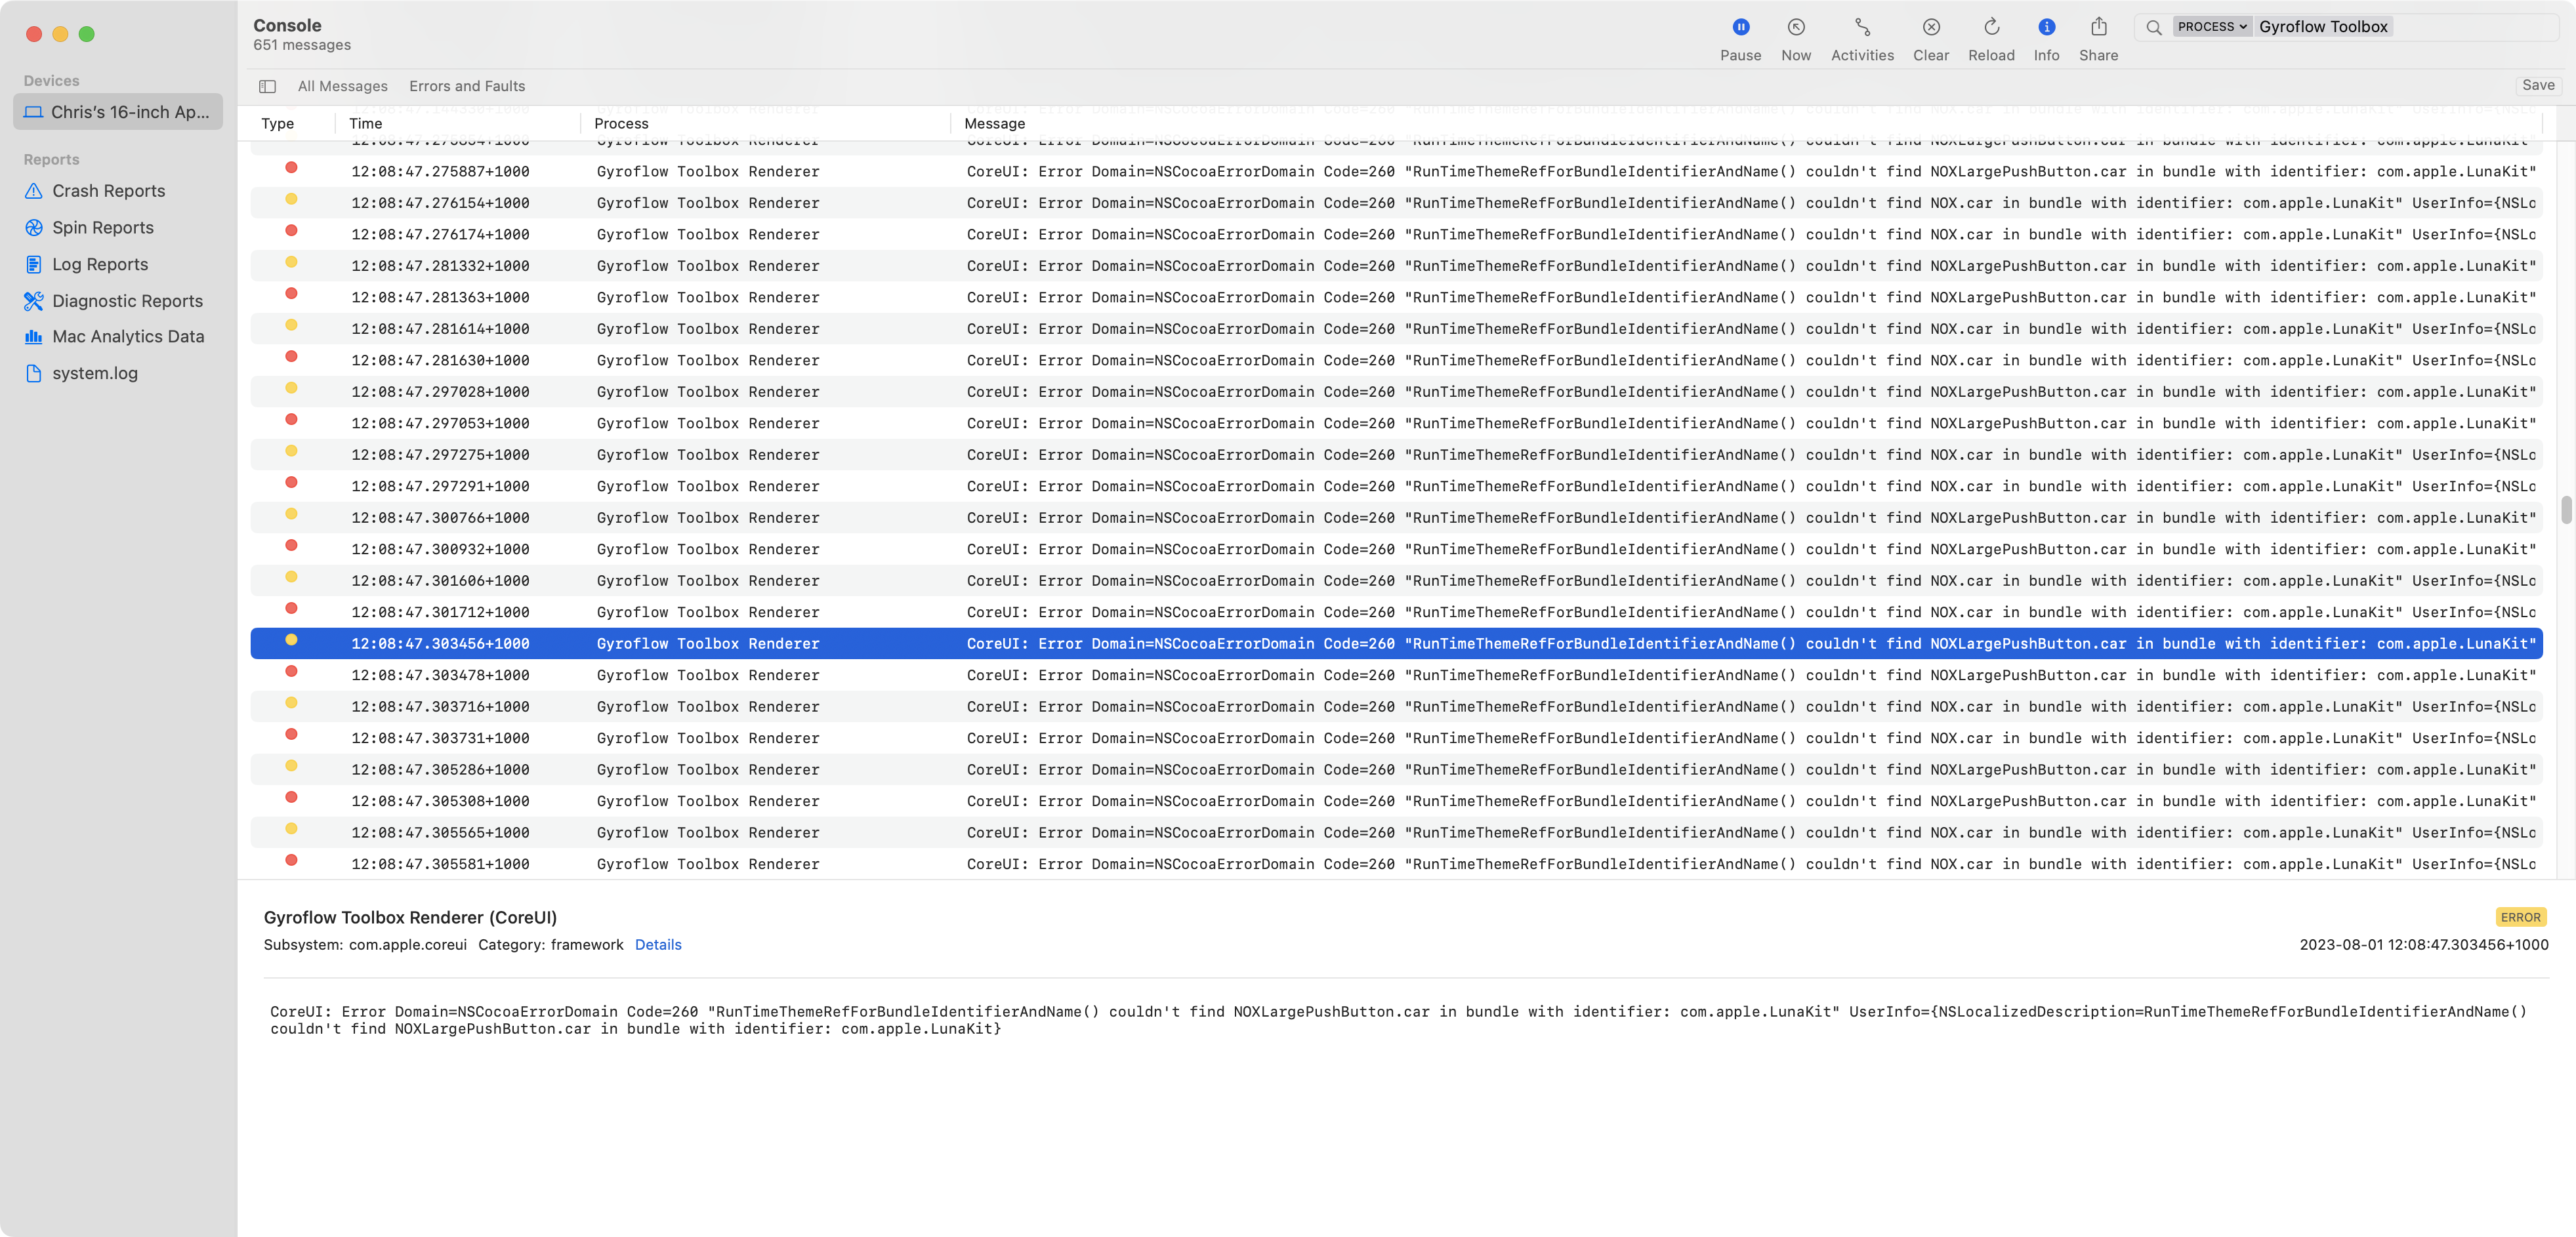 Console
651 messages
Pause
Now
Activities
Clear
Reload
Info
Share
PROCESS Gyroflow Toolbox
Devices
Chris’s 16-inch Ap...
Reports
Crash Reports
Spin Reports
Log Reports
Diagnostic Reports
Mac Analytics Data
system.log
All Messages Errors and Faults Save
Type Time Process Message
12:08:47.275887+1000 Gyroflow Toolbox Renderer CoreUI: Error Domain=NSCocoaErrorDomain Code=260 "RunTimeThemeRefForBundleIdentifierAndName() couldn't find NOXLargePushButton.car in bundle with identifier: com.apple.LunaKit"
12:08:47.276154+1000 Gyroflow Toolbox Renderer CoreUI: Error Domain=NSCocoaErrorDomain Code=260 "RunTimeThemeRefForBundleIdentifierAndName() couldn't find NOX.car in bundle with identifier: com.apple.LunaKit" UserInfo={NSLo
12:08:47.276174+1000 Gyroflow Toolbox Renderer CoreUI: Error Domain=NSCocoaErrorDomain Code=260 "RunTimeThemeRefForBundleIdentifierAndName() couldn't find NOX.car in bundle with identifier: com.apple.LunaKit" UserInfo={NSLo
12:08:47.281332+1000 Gyroflow Toolbox Renderer CoreUI: Error Domain=NSCocoaErrorDomain Code=260 "RunTimeThemeRefForBundleIdentifierAndName() couldn't find NOXLargePushButton.car in bundle with identifier: com.apple.LunaKit"
12:08:47.281363+1000 Gyroflow Toolbox Renderer CoreUI: Error Domain=NSCocoaErrorDomain Code=260 "RunTimeThemeRefForBundleIdentifierAndName() couldn't find NOXLargePushButton.car in bundle with identifier: com.apple.LunaKit"
12:08:47.281614+1000 Gyroflow Toolbox Renderer CoreUI: Error Domain=NSCocoaErrorDomain Code=260 "RunTimeThemeRefForBundleIdentifierAndName() couldn't find NOX.car in bundle with identifier: com.apple.LunaKit" UserInfo={NSLo
12:08:47.281630+1000 Gyroflow Toolbox Renderer CoreUI: Error Domain=NSCocoaErrorDomain Code=260 "RunTimeThemeRefForBundleIdentifierAndName() couldn't find NOX.car in bundle with identifier: com.apple.LunaKit" UserInfo={NSLo
12:08:47.297028+1000 Gyroflow Toolbox Renderer CoreUI: Error Domain=NSCocoaErrorDomain Code=260 "RunTimeThemeRefForBundleIdentifierAndName() couldn't find NOXLargePushButton.car in bundle with identifier: com.apple.LunaKit"
12:08:47.297053+1000 Gyroflow Toolbox Renderer CoreUI: Error Domain=NSCocoaErrorDomain Code=260 "RunTimeThemeRefForBundleIdentifierAndName() couldn't find NOXLargePushButton.car in bundle with identifier: com.apple.LunaKit"
12:08:47.297275+1000 Gyroflow Toolbox Renderer CoreUI: Error Domain=NSCocoaErrorDomain Code=260 "RunTimeThemeRefForBundleIdentifierAndName() couldn't find NOX.car in bundle with identifier: com.apple.LunaKit" UserInfo={NSLo
12:08:47.297291+1000 Gyroflow Toolbox Renderer CoreUI: Error Domain=NSCocoaErrorDomain Code=260 "RunTimeThemeRefForBundleIdentifierAndName() couldn't find NOX.car in bundle with identifier: com.apple.LunaKit" UserInfo={NSLo
12:08:47.300766+1000 Gyroflow Toolbox Renderer CoreUI: Error Domain=NSCocoaErrorDomain Code=260 "RunTimeThemeRefForBundleIdentifierAndName() couldn't find NOXLargePushButton.car in bundle with identifier: com.apple.LunaKit"
12:08:47.300932+1000 Gyroflow Toolbox Renderer CoreUI: Error Domain=NSCocoaErrorDomain Code=260 "RunTimeThemeRefForBundleIdentifierAndName() couldn't find NOXLargePushButton.car in bundle with identifier: com.apple.LunaKit"
12:08:47.301606+1000 Gyroflow Toolbox Renderer CoreUI: Error Domain=NSCocoaErrorDomain Code=260 "RunTimeThemeRefForBundleIdentifierAndName() couldn't find NOX.car in bundle with identifier: com.apple.LunaKit" UserInfo={NSLo
12:08:47.301712+1000 Gyroflow Toolbox Renderer CoreUI: Error Domain=NSCocoaErrorDomain Code=260 "RunTimeThemeRefForBundleIdentifierAndName() couldn't find NOX.car in bundle with identifier: com.apple.LunaKit" UserInfo={NSLo
12:08:47.303456+1000 Gyroflow Toolbox Renderer CoreUI: Error Domain=NSCocoaErrorDomain Code=260 "RunTimeThemeRefForBundleIdentifierAndName() couldn't find NOXLargePushButton.car in bundle with identifier: com.apple.LunaKit"
12:08:47.303478+1000 Gyroflow Toolbox Renderer CoreUI: Error Domain=NSCocoaErrorDomain Code=260 "RunTimeThemeRefForBundleIdentifierAndName() couldn't find NOXLargePushButton.car in bundle with identifier: com.apple.LunaKit"
12:08:47.303716+1000 Gyroflow Toolbox Renderer CoreUI: Error Domain=NSCocoaErrorDomain Code=260 "RunTimeThemeRefForBundleIdentifierAndName() couldn't find NOX.car in bundle with identifier: com.apple.LunaKit" UserInfo={NSLo
12:08:47.303731+1000 Gyroflow Toolbox Renderer CoreUI: Error Domain=NSCocoaErrorDomain Code=260 "RunTimeThemeRefForBundleIdentifierAndName() couldn't find NOX.car in bundle with identifier: com.apple.LunaKit" UserInfo={NSLo
12:08:47.305286+1000 Gyroflow Toolbox Renderer CoreUI: Error Domain=NSCocoaErrorDomain Code=260 "RunTimeThemeRefForBundleIdentifierAndName() couldn't find NOXLargePushButton.car in bundle with identifier: com.apple.LunaKit"
12:08:47.305308+1000 Gyroflow Toolbox Renderer CoreUI: Error Domain=NSCocoaErrorDomain Code=260 "RunTimeThemeRefForBundleIdentifierAndName() couldn't find NOXLargePushButton.car in bundle with identifier: com.apple.LunaKit"
12:08:47.305565+1000 Gyroflow Toolbox Renderer CoreUI: Error Domain=NSCocoaErrorDomain Code=260 "RunTimeThemeRefForBundleIdentifierAndName() couldn't find NOX.car in bundle with identifier: com.apple.LunaKit" UserInfo={NSLo
12:08:47.305581+1000 Gyroflow Toolbox Renderer CoreUI: Error Domain=NSCocoaErrorDomain Code=260 "RunTimeThemeRefForBundleIdentifierAndName() couldn't find NOX.car in bundle with identifier: com.apple.LunaKit" UserInfo={NSLo
Gyroflow Toolbox Renderer (CoreUI) ERROR
Subsystem: com.apple.coreui Category: framework Details 2023-08-01 12:08:47.303456+1000
CoreUI: Error Domain=NSCocoaErrorDomain Code=260 "RunTimeThemeRefForBundleIdentifierAndName() couldn't find NOXLargePushButton.car in bundle with identifier: com.apple.LunaKit" UserInfo={NSLocalizedDescription=RunTimeThemeRefForBundleIdentifierAndName()
couldn't find NOXLargePushButton.car in bundle with identifier: com.apple.LunaKit}